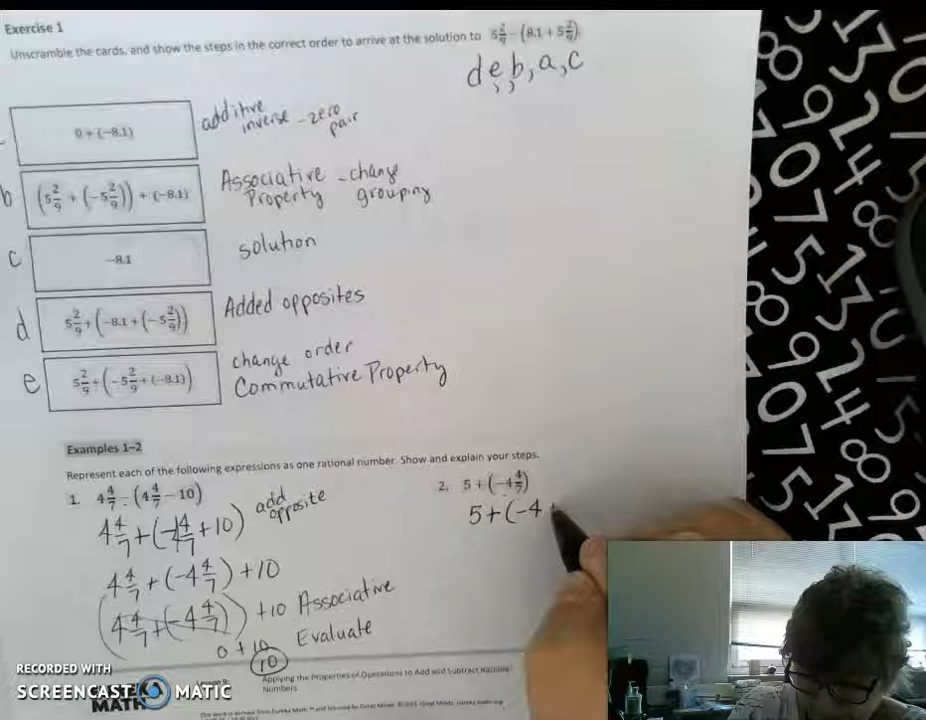 Exercise 1
Unscramble the cards, and show the steps in the correct order to arrive at the solution to 5 2/9 − (8.1 + 5 2/9).
d e, b, a, c
0 + (−8.1)
additive inverse - zero pair
b
(5 2/9 + (−5 2/9)) + (−8.1)
Associative - change
Property grouping
c
−8.1
solution
d
5 2/9 + (−8.1 + (−5 2/9))
Added opposites
e
5 2/9 + (−5 2/9 + (−8.1))
change order
Commutative Property
Examples 1–2
Represent each of the following expressions as one rational number. Show and explain your steps.
1. 4 4/7 − (4 4/7 − 10)
add opposite
4 4/7 + (−4 4/7 + 10)
4 4/7 + (−4 4/7) + 10
(4 4/7 + (−4 4/7)) + 10 Associative
0 + 10 Evaluate
10
2. 5 + (−4 4/7)
5 + (−4
RECORDED WITH
SCREENCAST MATIC
MATH
Lesson 9:
Applying the Properties of Operations to Add and Subtract Rational
Numbers